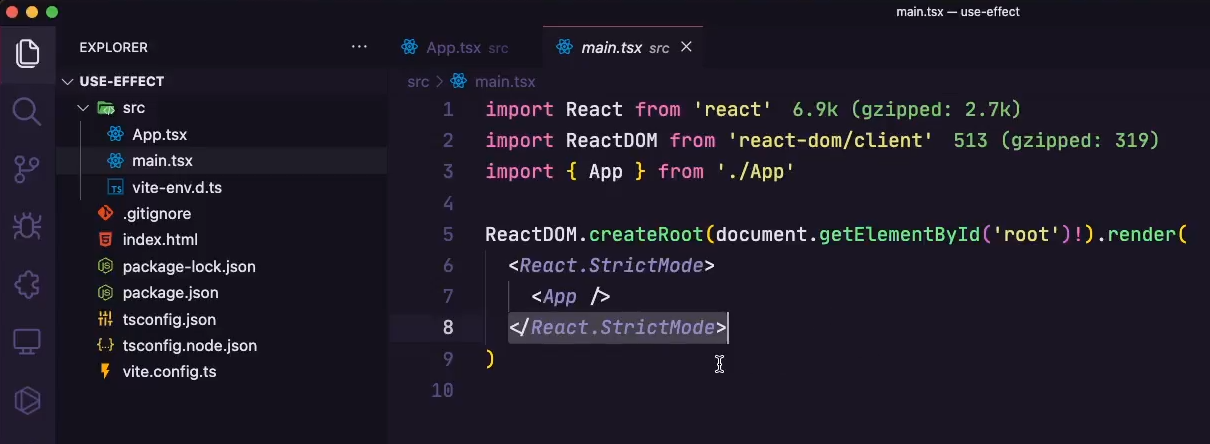 main.tsx — use-effect
EXPLORER ···
App.tsx src
main.tsx src
USE-EFFECT
src > main.tsx
src
App.tsx
main.tsx
TS vite-env.d.ts
.gitignore
index.html
package-lock.json
package.json
tsconfig.json
{..} tsconfig.node.json
vite.config.ts
1 import React from 'react' 6.9k (gzipped: 2.7k)
2 import ReactDOM from 'react-dom/client' 513 (gzipped: 319)
3 import { App } from './App'
4
5 ReactDOM.createRoot(document.getElementById('root')!).render(
6 <React.StrictMode>
7 <App />
8 </React.StrictMode>
9 )
10